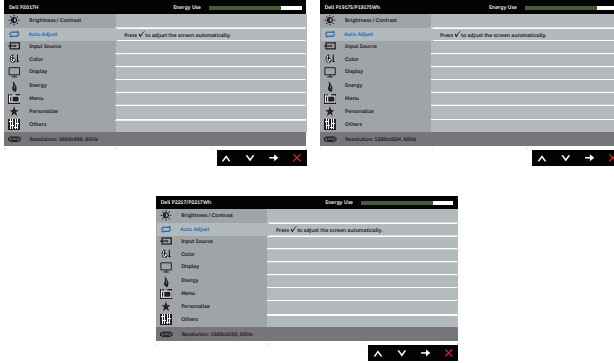 Dell P2017H Energy Use
Brightness / Contrast
Auto Adjust Press ✓ to adjust the screen automatically.
Input Source
Color
Display
Energy
Menu
Personalize
Others
Resolution: 1600x900, 60Hz
Dell P1917S/P1917SWh Energy Use
Brightness / Contrast
Auto Adjust Press ✓ to adjust the screen automatically.
Input Source
Color
Display
Energy
Menu
Personalize
Others
Resolution: 1280x1024, 60Hz
Dell P2217/P2217Wh Energy Use
Brightness / Contrast
Auto Adjust Press ✓ to adjust the screen automatically.
Input Source
Color
Display
Energy
Menu
Personalize
Others
Resolution: 1680x1050, 60Hz